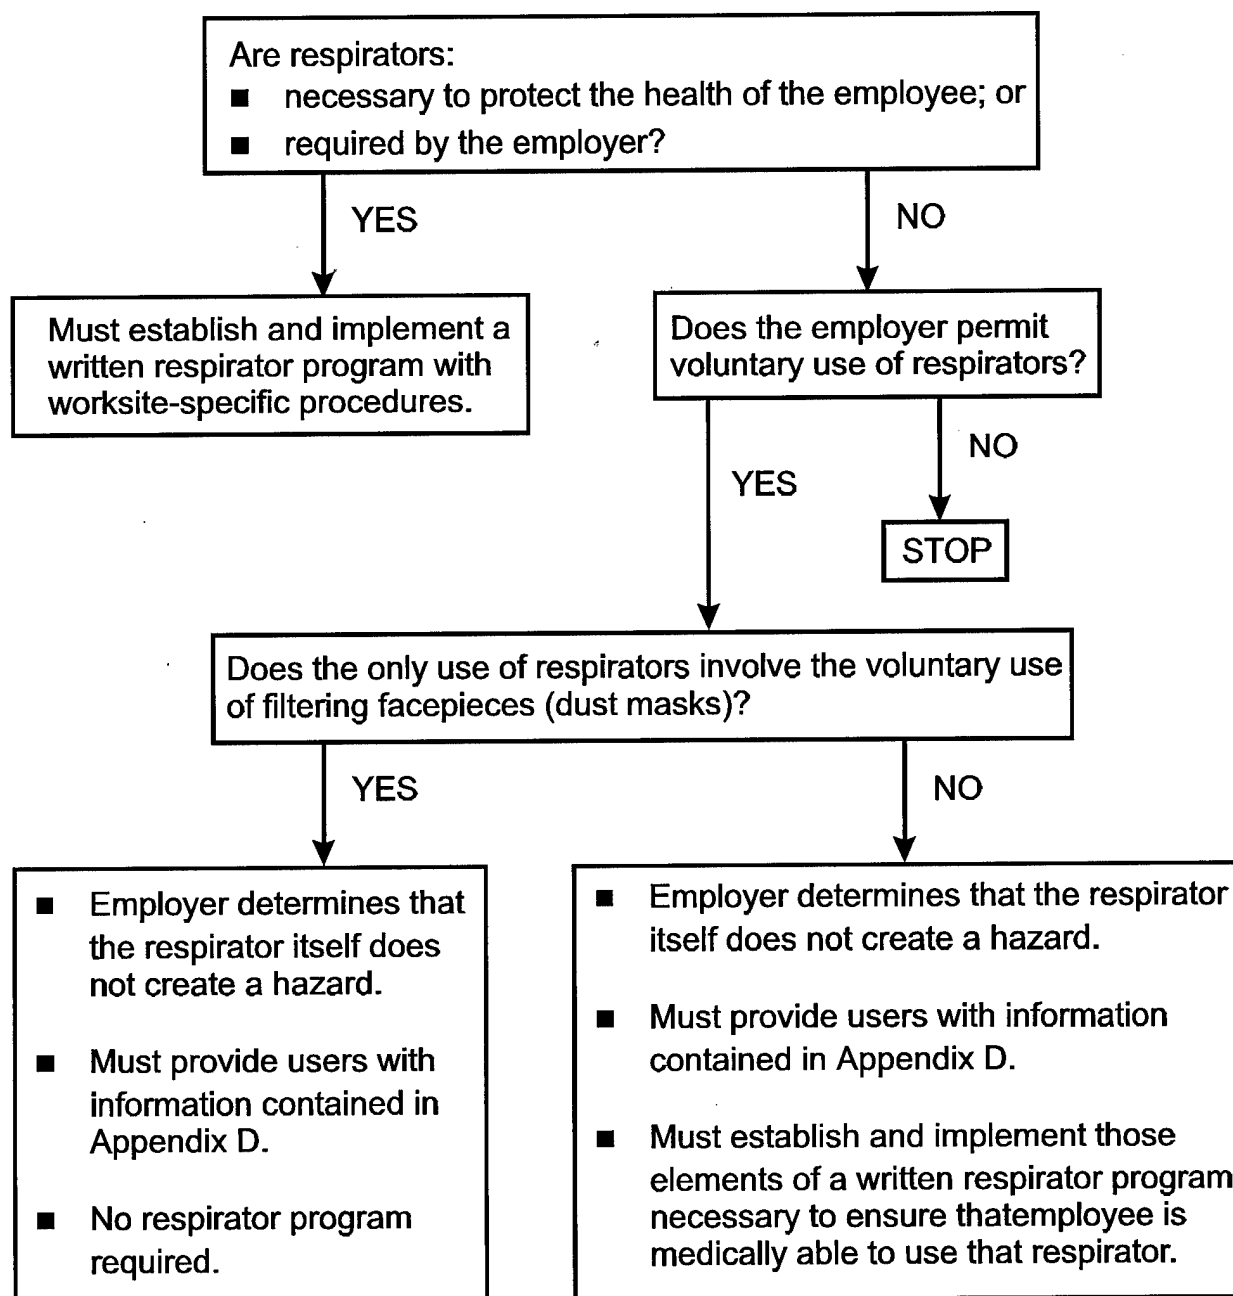 Are respirators:
■ necessary to protect the health of the employee; or
■ required by the employer?
YES
NO
Must establish and implement a
written respirator program with
worksite-specific procedures.
Does the employer permit
voluntary use of respirators?
NO
YES
STOP
Does the only use of respirators involve the voluntary use
of filtering facepieces (dust masks)?
YES
NO
■ Employer determines that
the respirator itself does
not create a hazard.
■ Must provide users with
information contained in
Appendix D.
■ No respirator program
required.
■ Employer determines that the respirator
itself does not create a hazard.
■ Must provide users with information
contained in Appendix D.
■ Must establish and implement those
elements of a written respirator program
necessary to ensure thatemployee is
medically able to use that respirator.